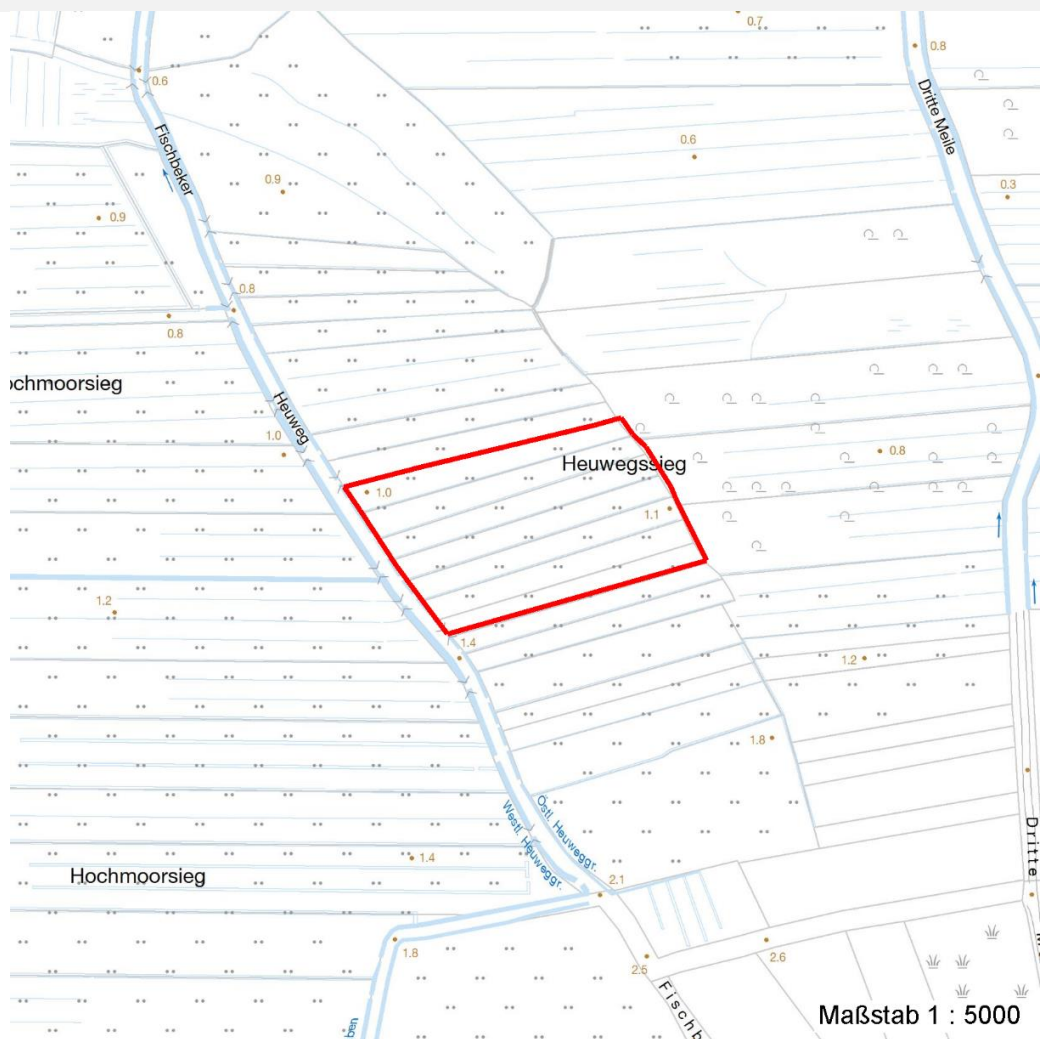 0.7
0.8
0.6
Fischbeker
Dritte Meile
0.6
0.9
0.3
0.9
0.8
0.8
ochmoorsieg
Heuweg
1.0
0.8
Heuwegssieg
1.0
1.1
1.2
1.4
1.2
1.8
Westl. Heuweggr.
Östl. Heuweggr.
1.4
Hochmoorsieg
2.1
Dritte
1.8
2.6
2.5
Fischb
ben
Maßstab 1 : 5000